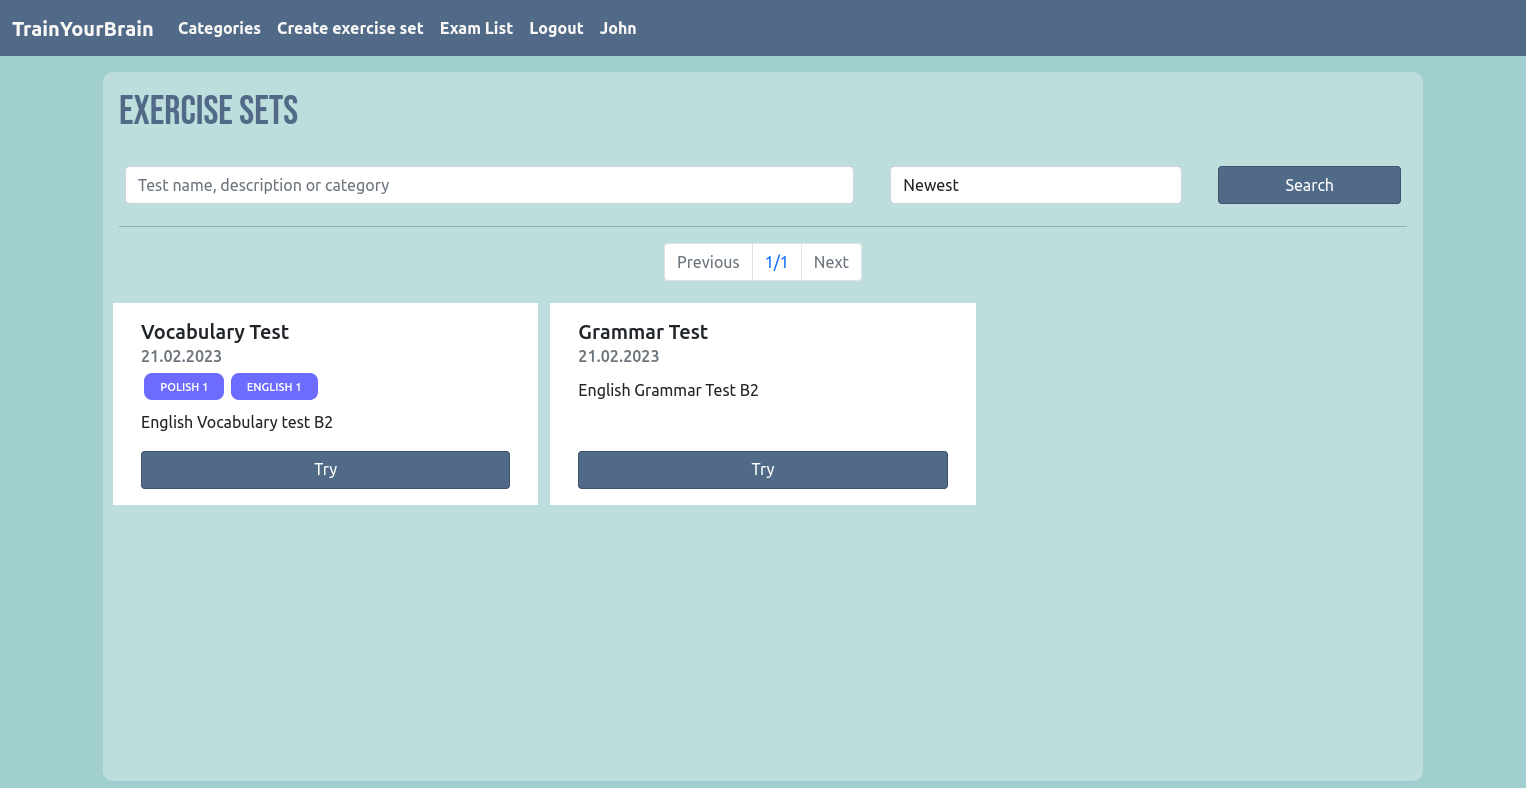 TrainYourBrain Categories Create exercise set Exam List Logout John
EXERCISE SETS
Test name, description or category Newest Search
Previous 1/1 Next
Vocabulary Test
21.02.2023
POLISH 1 ENGLISH 1
English Vocabulary test B2
Try
Grammar Test
21.02.2023
English Grammar Test B2
Try